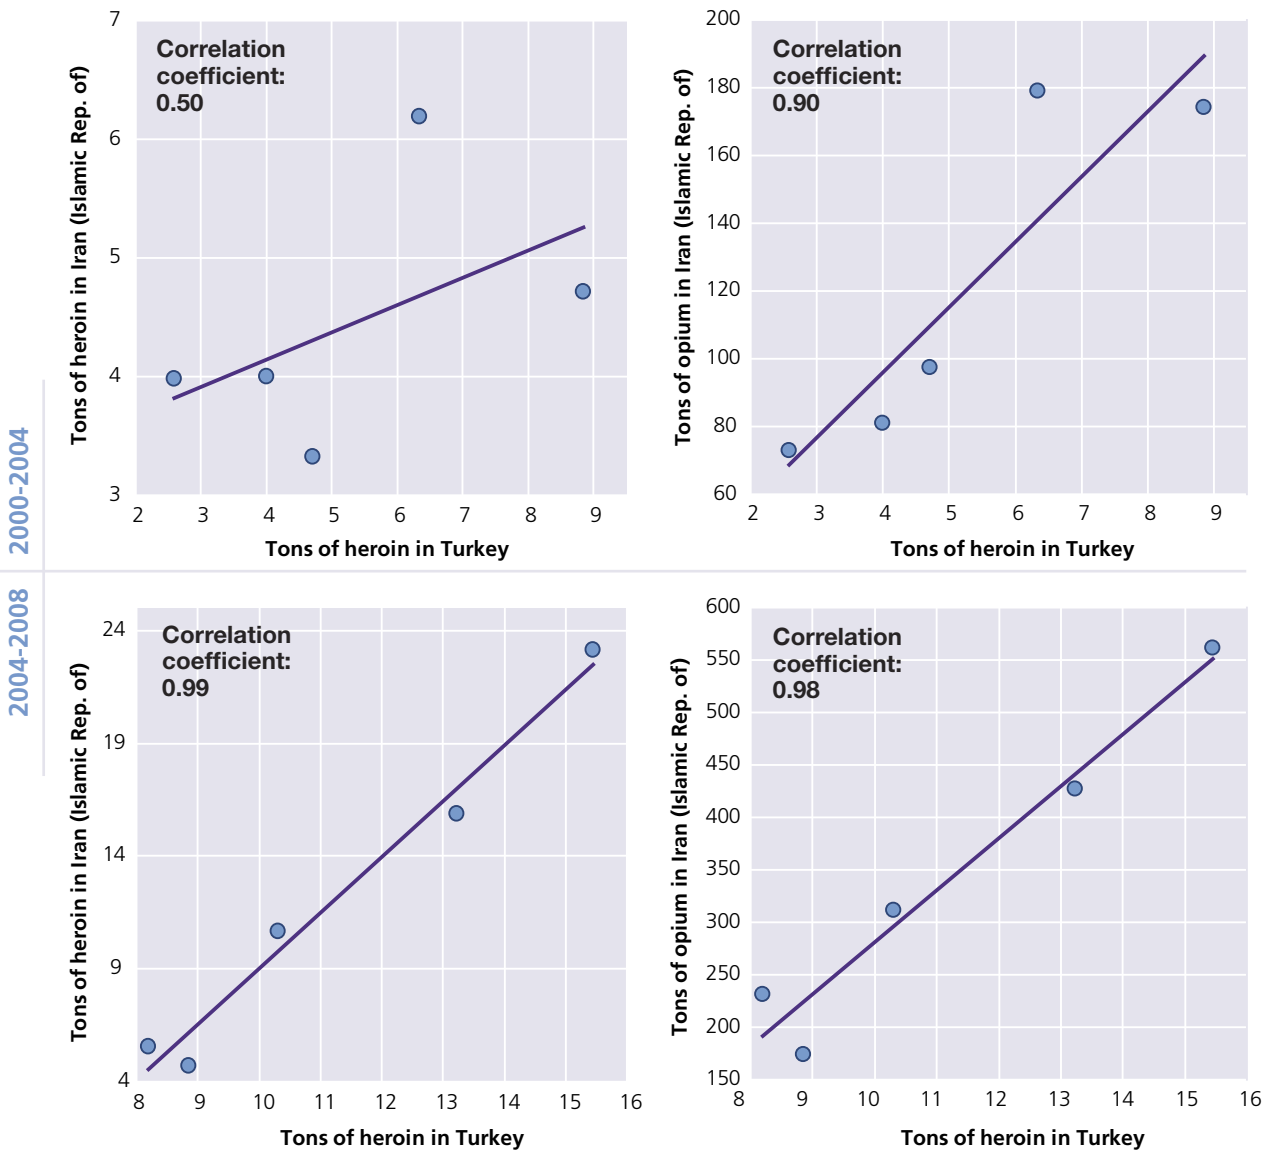 7
6
5
4
3
Tons of heroin in Iran (Islamic Rep. of)
Correlation
coefficient:
0.50
2 3 4 5 6 7 8 9
Tons of heroin in Turkey
200
180
160
140
120
100
80
60
Tons of opium in Iran (Islamic Rep. of)
Correlation
coefficient:
0.90
2 3 4 5 6 7 8 9
Tons of heroin in Turkey
2000-2004
2004-2008
24
19
14
9
4
Tons of heroin in Iran (Islamic Rep. of)
Correlation
coefficient:
0.99
8 9 10 11 12 13 14 15 16
Tons of heroin in Turkey
600
550
500
450
400
350
300
250
200
150
Tons of opium in Iran (Islamic Rep. of)
Correlation
coefficient:
0.98
8 9 10 11 12 13 14 15 16
Tons of heroin in Turkey